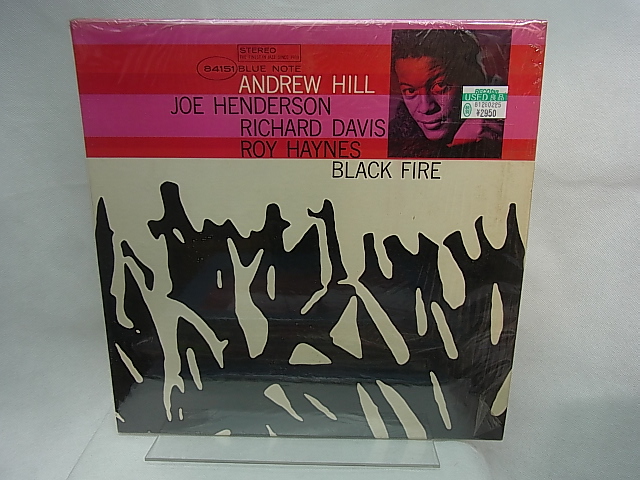 STEREO
84151 BLUE NOTE
ANDREW HILL
JOE HENDERSON
RICHARD DAVIS
ROY HAYNES
BLACK FIRE
USED
¥2950